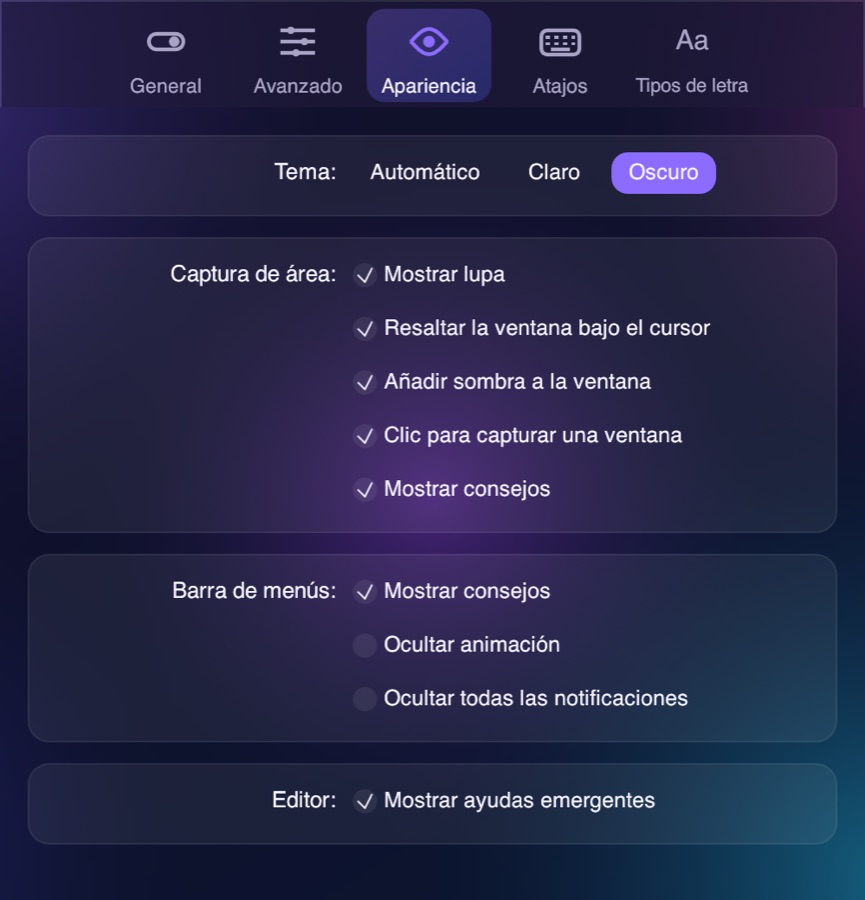 General
Avanzado
Apariencia
Atajos
Aa
Tipos de letra
Tema: Automático Claro Oscuro
Captura de área: Mostrar lupa
Resaltar la ventana bajo el cursor
Añadir sombra a la ventana
Clic para capturar una ventana
Mostrar consejos
Barra de menús: Mostrar consejos
Ocultar animación
Ocultar todas las notificaciones
Editor: Mostrar ayudas emergentes